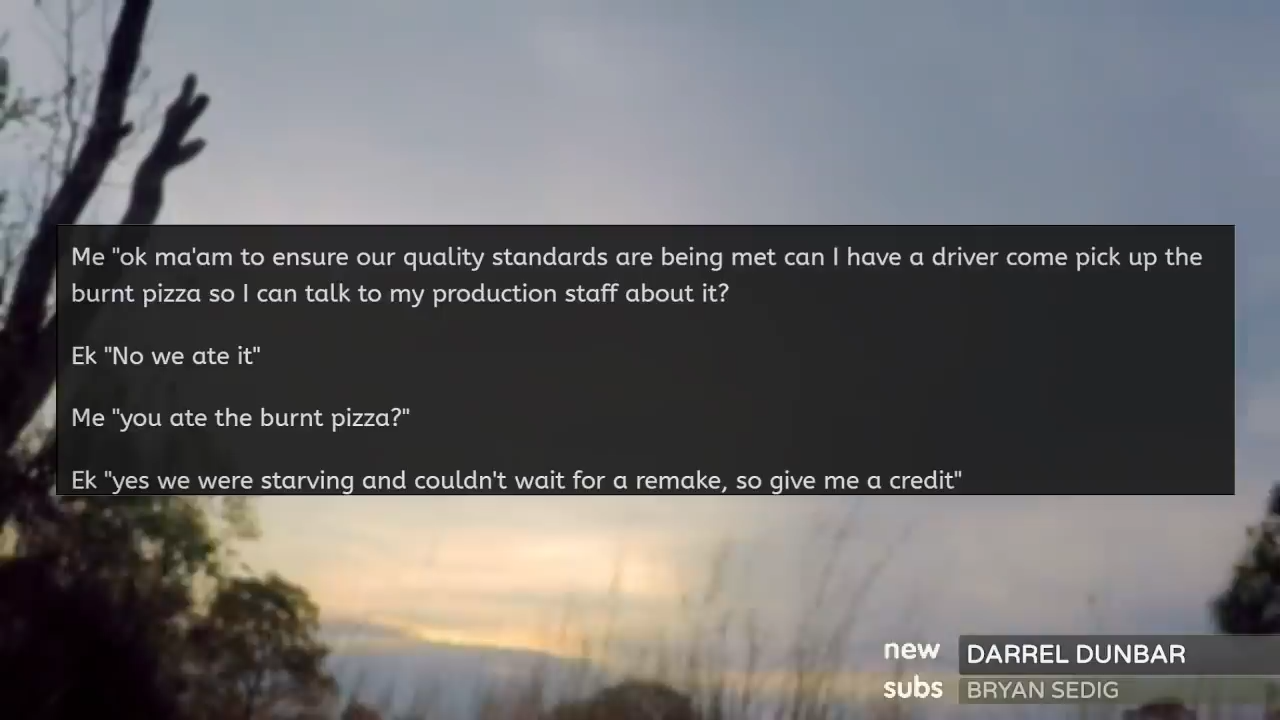 Me "ok ma'am to ensure our quality standards are being met can I have a driver come pick up the
burnt pizza so I can talk to my production staff about it?
Ek "No we ate it"
Me "you ate the burnt pizza?"
Ek "yes we were starving and couldn't wait for a remake, so give me a credit"
new DARREL DUNBAR
subs BRYAN SEDIG